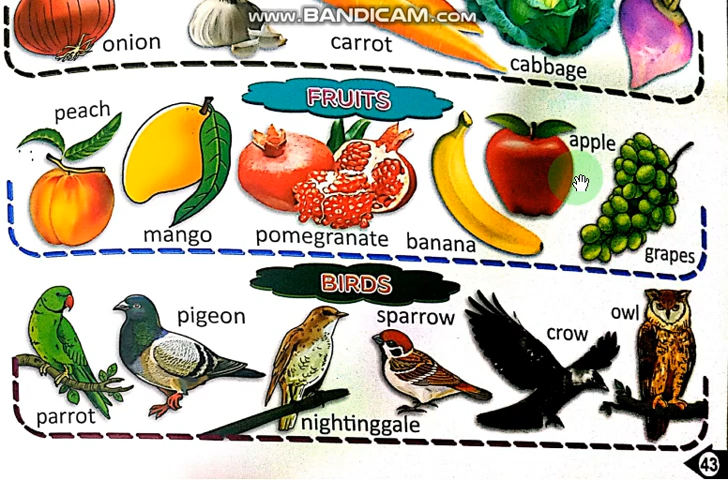 WWW.BANDICAM.COM
onion
carrot
cabbage
FRUITS
peach
apple
mango
pomegranate
banana
grapes
BIRDS
pigeon
sparrow
owl
crow
parrot
nightinggale
43